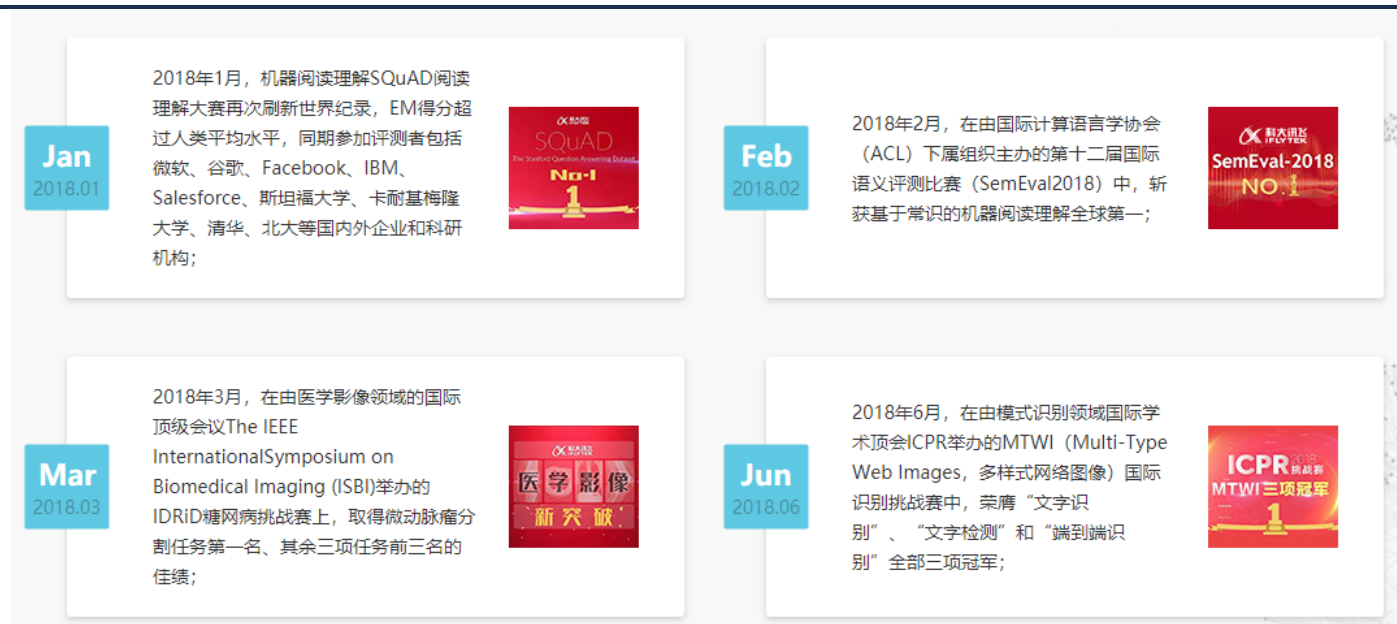 Jan
2018.01
2018年1月，机器阅读理解SQuAD阅读
理解大赛再次刷新世界纪录，EM得分超
过人类平均水平，同期参加评测者包括
微软、谷歌、Facebook、IBM、
Salesforce、斯坦福大学、卡耐基梅隆
大学、清华、北大等国内外企业和科研
机构；
科大讯飞
SQuAD
The Stanford Question Answering Dataset
No·1
1
Feb
2018.02
2018年2月，在由国际计算语言学协会
（ACL）下属组织主办的第十二届国际
语义评测比赛（SemEval2018）中，斩
获基于常识的机器阅读理解全球第一；
科大讯飞
IFLYTEK
SemEval-2018
NO.1
Mar
2018.03
2018年3月，在由医学影像领域的国际
顶级会议The IEEE
InternationalSymposium on
Biomedical Imaging (ISBI)举办的
IDRiD糖网病挑战赛上，取得微动脉瘤分
割任务第一名、其余三项任务前三名的
佳绩；
科大讯飞
IFLYTEK
医学影像
新突破
Jun
2018.06
2018年6月，在由模式识别领域国际学
术顶会ICPR举办的MTWI（Multi-Type
Web Images，多样式网络图像）国际
识别挑战赛中，荣膺“文字识
别”、“文字检测”和“端到端识
别”全部三项冠军；
ICPR 2018 挑战赛
MTWI三项冠军
1